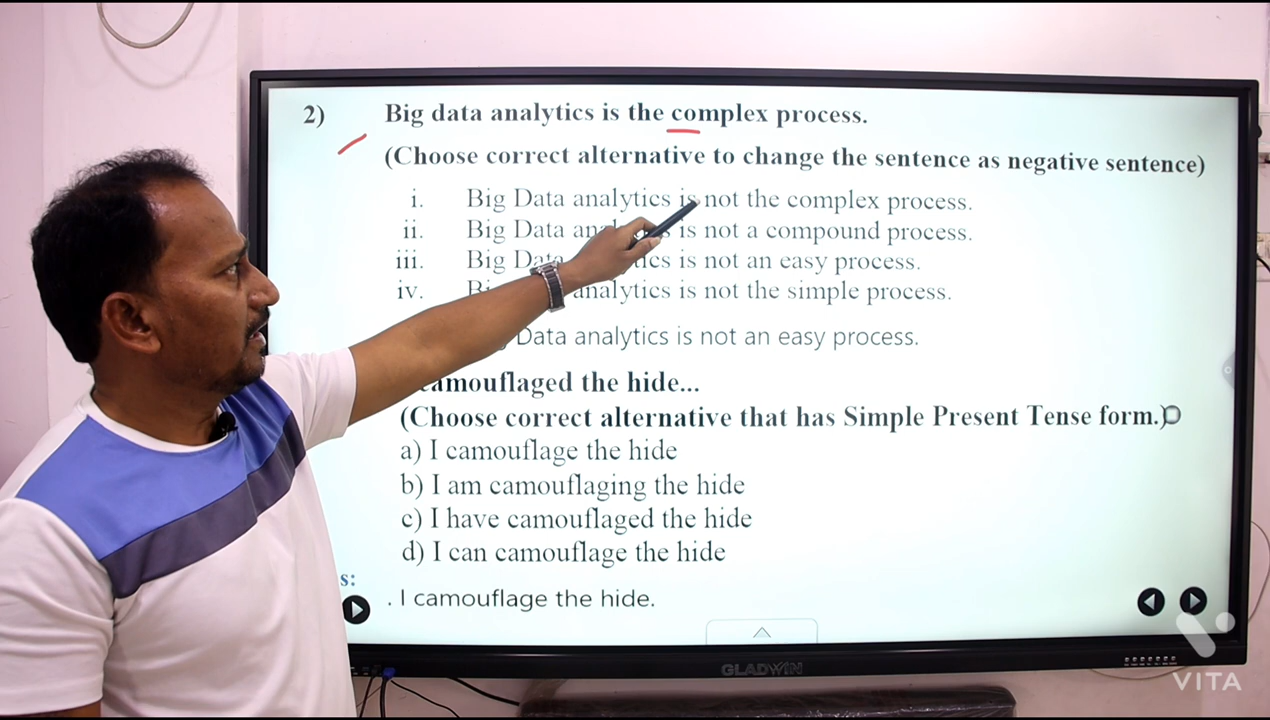 2) Big data analytics is the complex process.
(Choose correct alternative to change the sentence as negative sentence)
i. Big Data analytics is not the complex process.
ii. Big Data is not a compound process.
iii. Big Data is not an easy process.
iv. analytics is not the simple process.
Data analytics is not an easy process.
camouflaged the hide...
(Choose correct alternative that has Simple Present Tense form.)
a) I camouflage the hide
b) I am camouflaging the hide
c) I have camouflaged the hide
d) I can camouflage the hide
s:
. I camouflage the hide.
GLADWIN
VITA